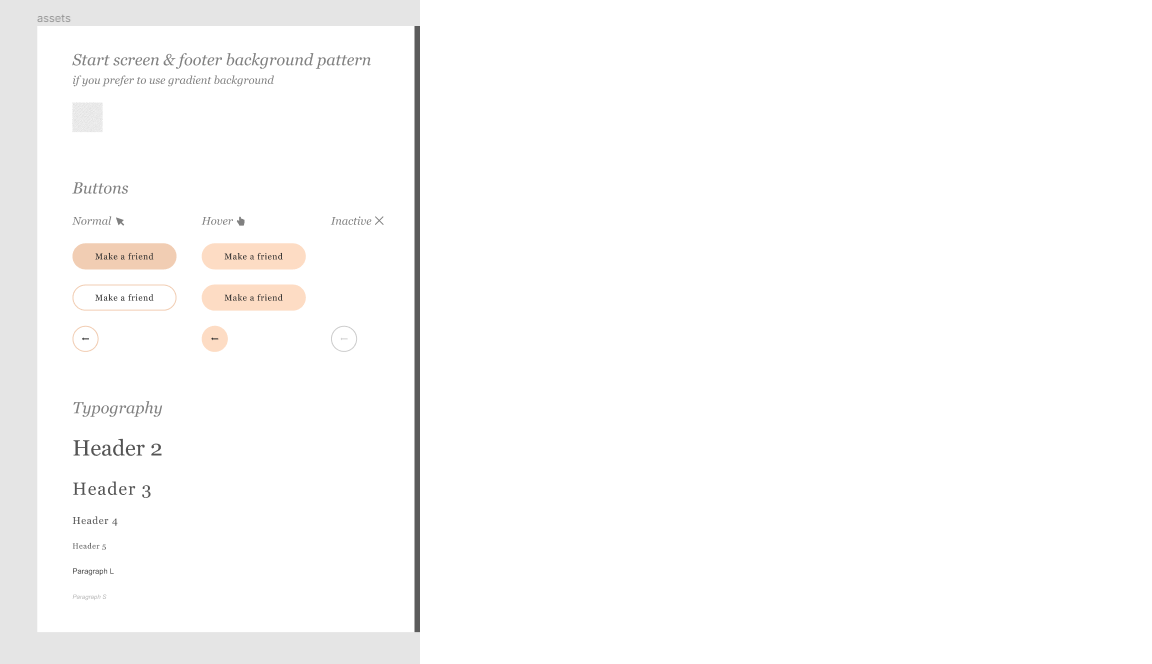 assets
Start screen & footer background pattern
if you prefer to use gradient background
Buttons
Normal
Hover
Inactive
Make a friend
Make a friend
Make a friend
Make a friend
Typography
Header 2
Header 3
Header 4
Header 5
Paragraph L
Paragraph S